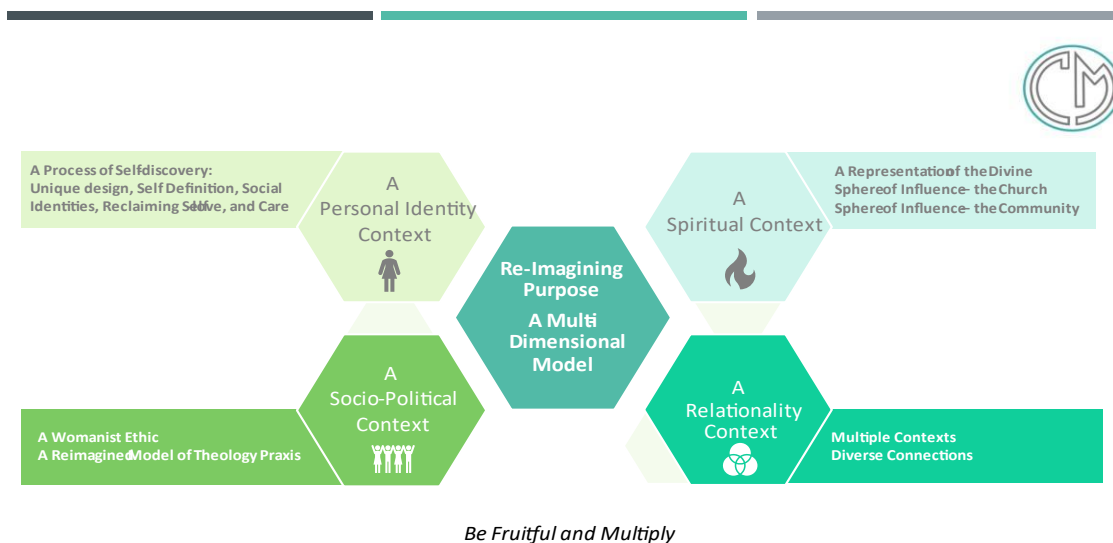 CM
A Process of Self-discovery:
Unique design, Self Definition, Social
Identities, Reclaiming Self-love, and Care
A
Personal Identity
Context
A
Spiritual Context
A Representation of the Divine
Sphere of Influence – the Church
Sphere of Influence – the Community
Re-Imagining
Purpose
A Multi
Dimensional
Model
A
Socio-Political
Context
A Womanist Ethic
A Reimagined Model of Theology Praxis
A
Relationality
Context
Multiple Contexts
Diverse Connections
Be Fruitful and Multiply